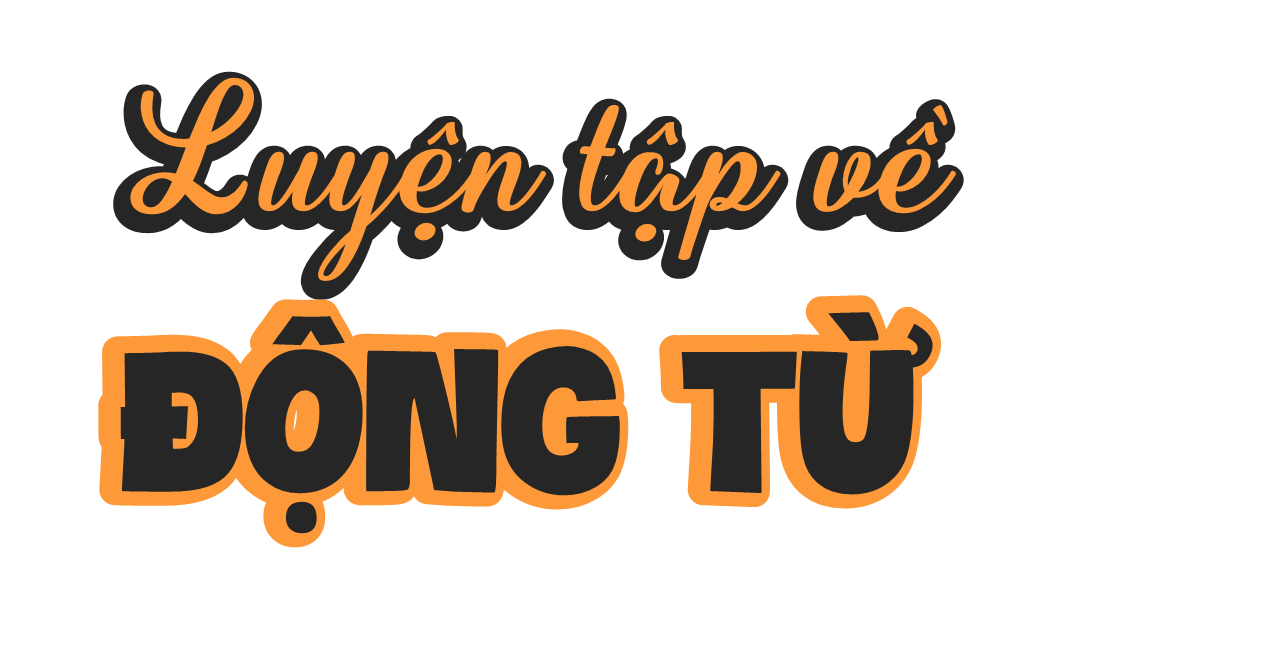 Luyện tập về
ĐỘNG TỪ